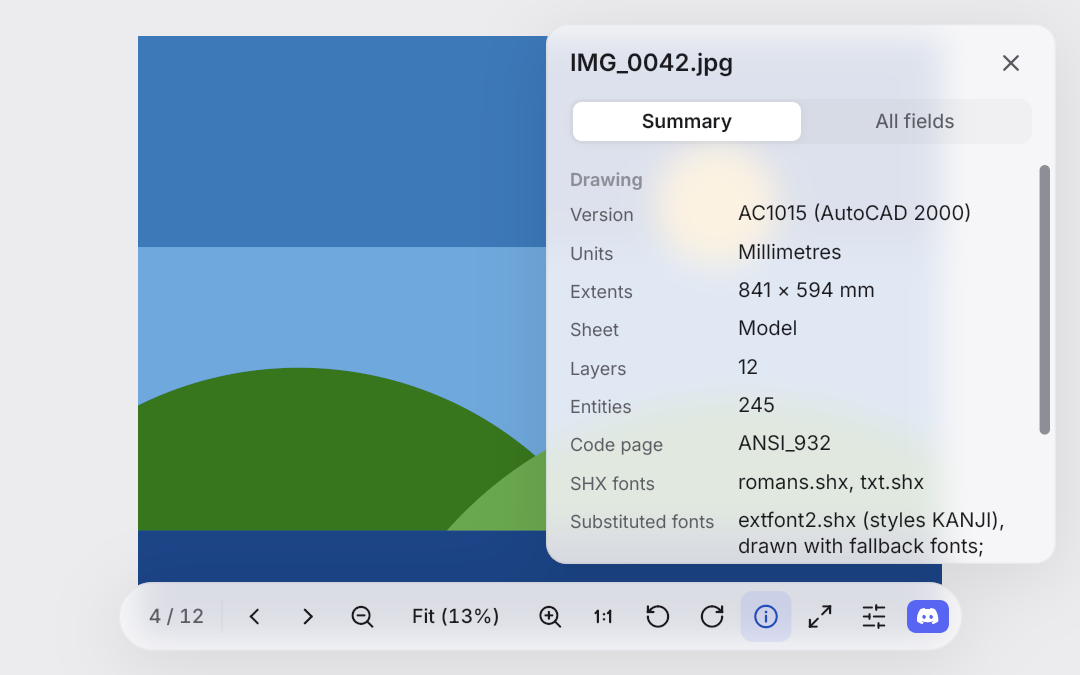 IMG_0042.jpg
Summary
All fields
Drawing
Version AC1015 (AutoCAD 2000)
Units Millimetres
Extents 841 × 594 mm
Sheet Model
Layers 12
Entities 245
Code page ANSI_932
SHX fonts romans.shx, txt.shx
Substituted fonts extfont2.shx (styles KANJI),
drawn with fallback fonts;
4 / 12
Fit (13%)
1:1